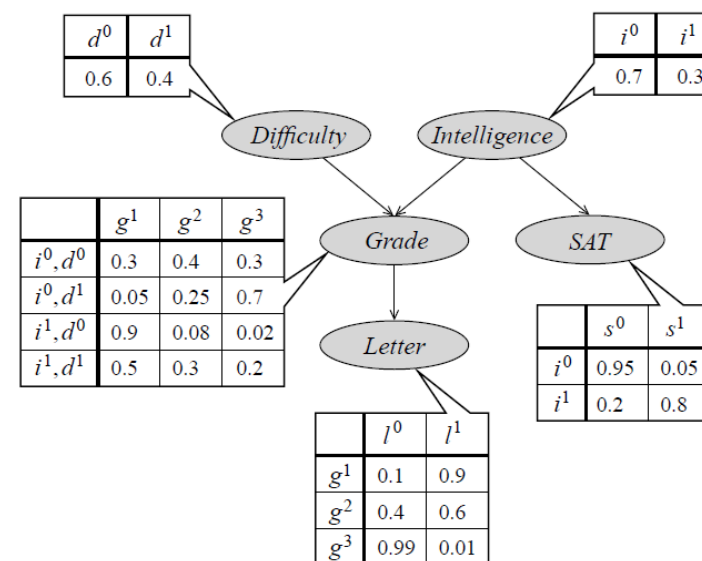 d⁰ d¹
0.6 0.4
i⁰ i¹
0.7 0.3
Difficulty
Intelligence
g¹ g² g³
i⁰, d⁰ 0.3 0.4 0.3
i⁰, d¹ 0.05 0.25 0.7
i¹, d⁰ 0.9 0.08 0.02
i¹, d¹ 0.5 0.3 0.2
Grade
SAT
Letter
s⁰ s¹
i⁰ 0.95 0.05
i¹ 0.2 0.8
l⁰ l¹
g¹ 0.1 0.9
g² 0.4 0.6
g³ 0.99 0.01